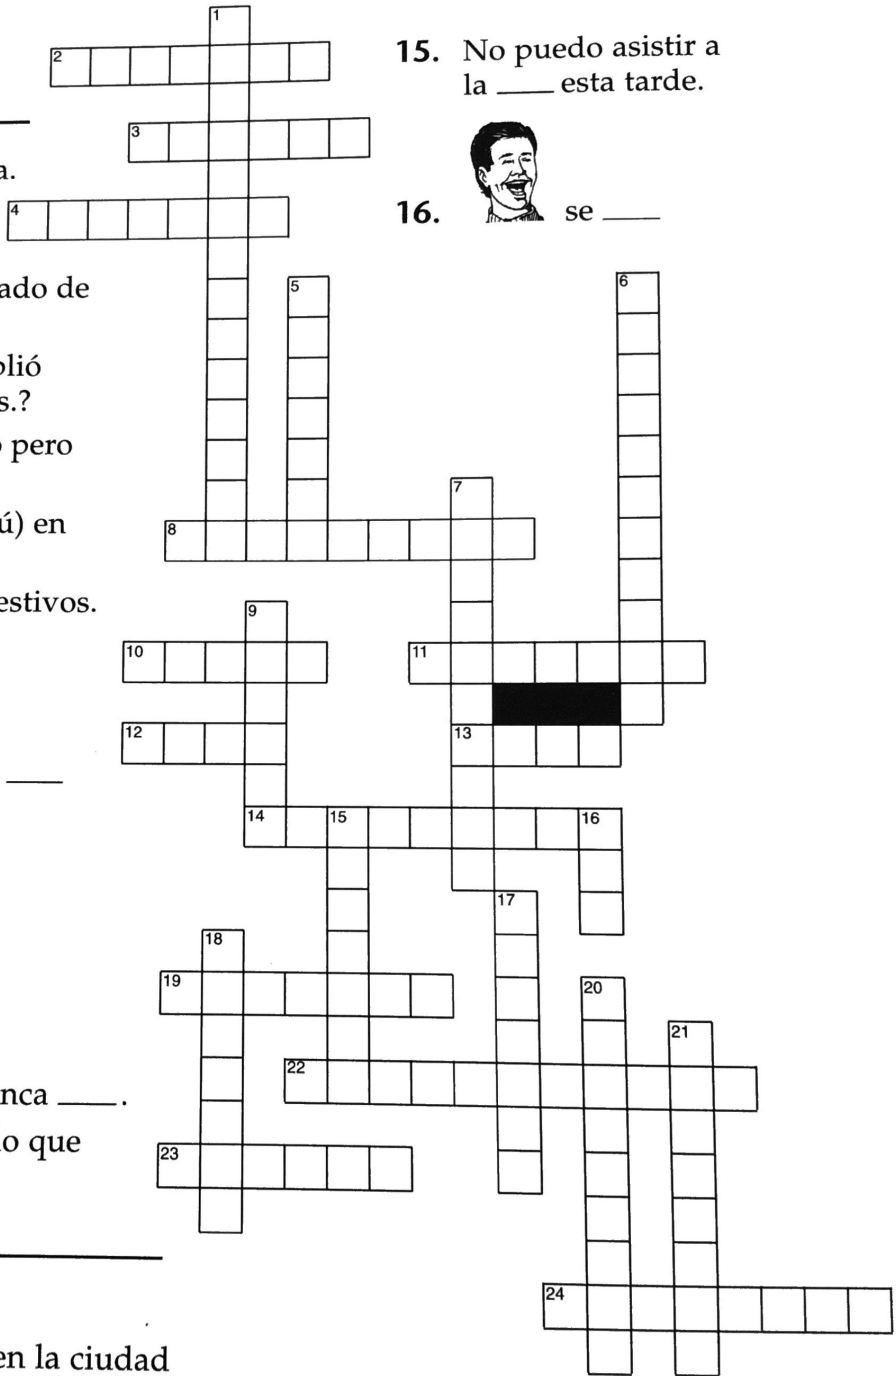 15. No puedo asistir a
la ____ esta tarde.
16. se ____
a.
ado de
olió
s.?
o pero
ú) en
estivos.
____
nca ____.
lo que
en la ciudad
1
2
3
4
5
6
7
8
9
10
11
12
13
14
15
16
17
18
19
20
21
22
23
24